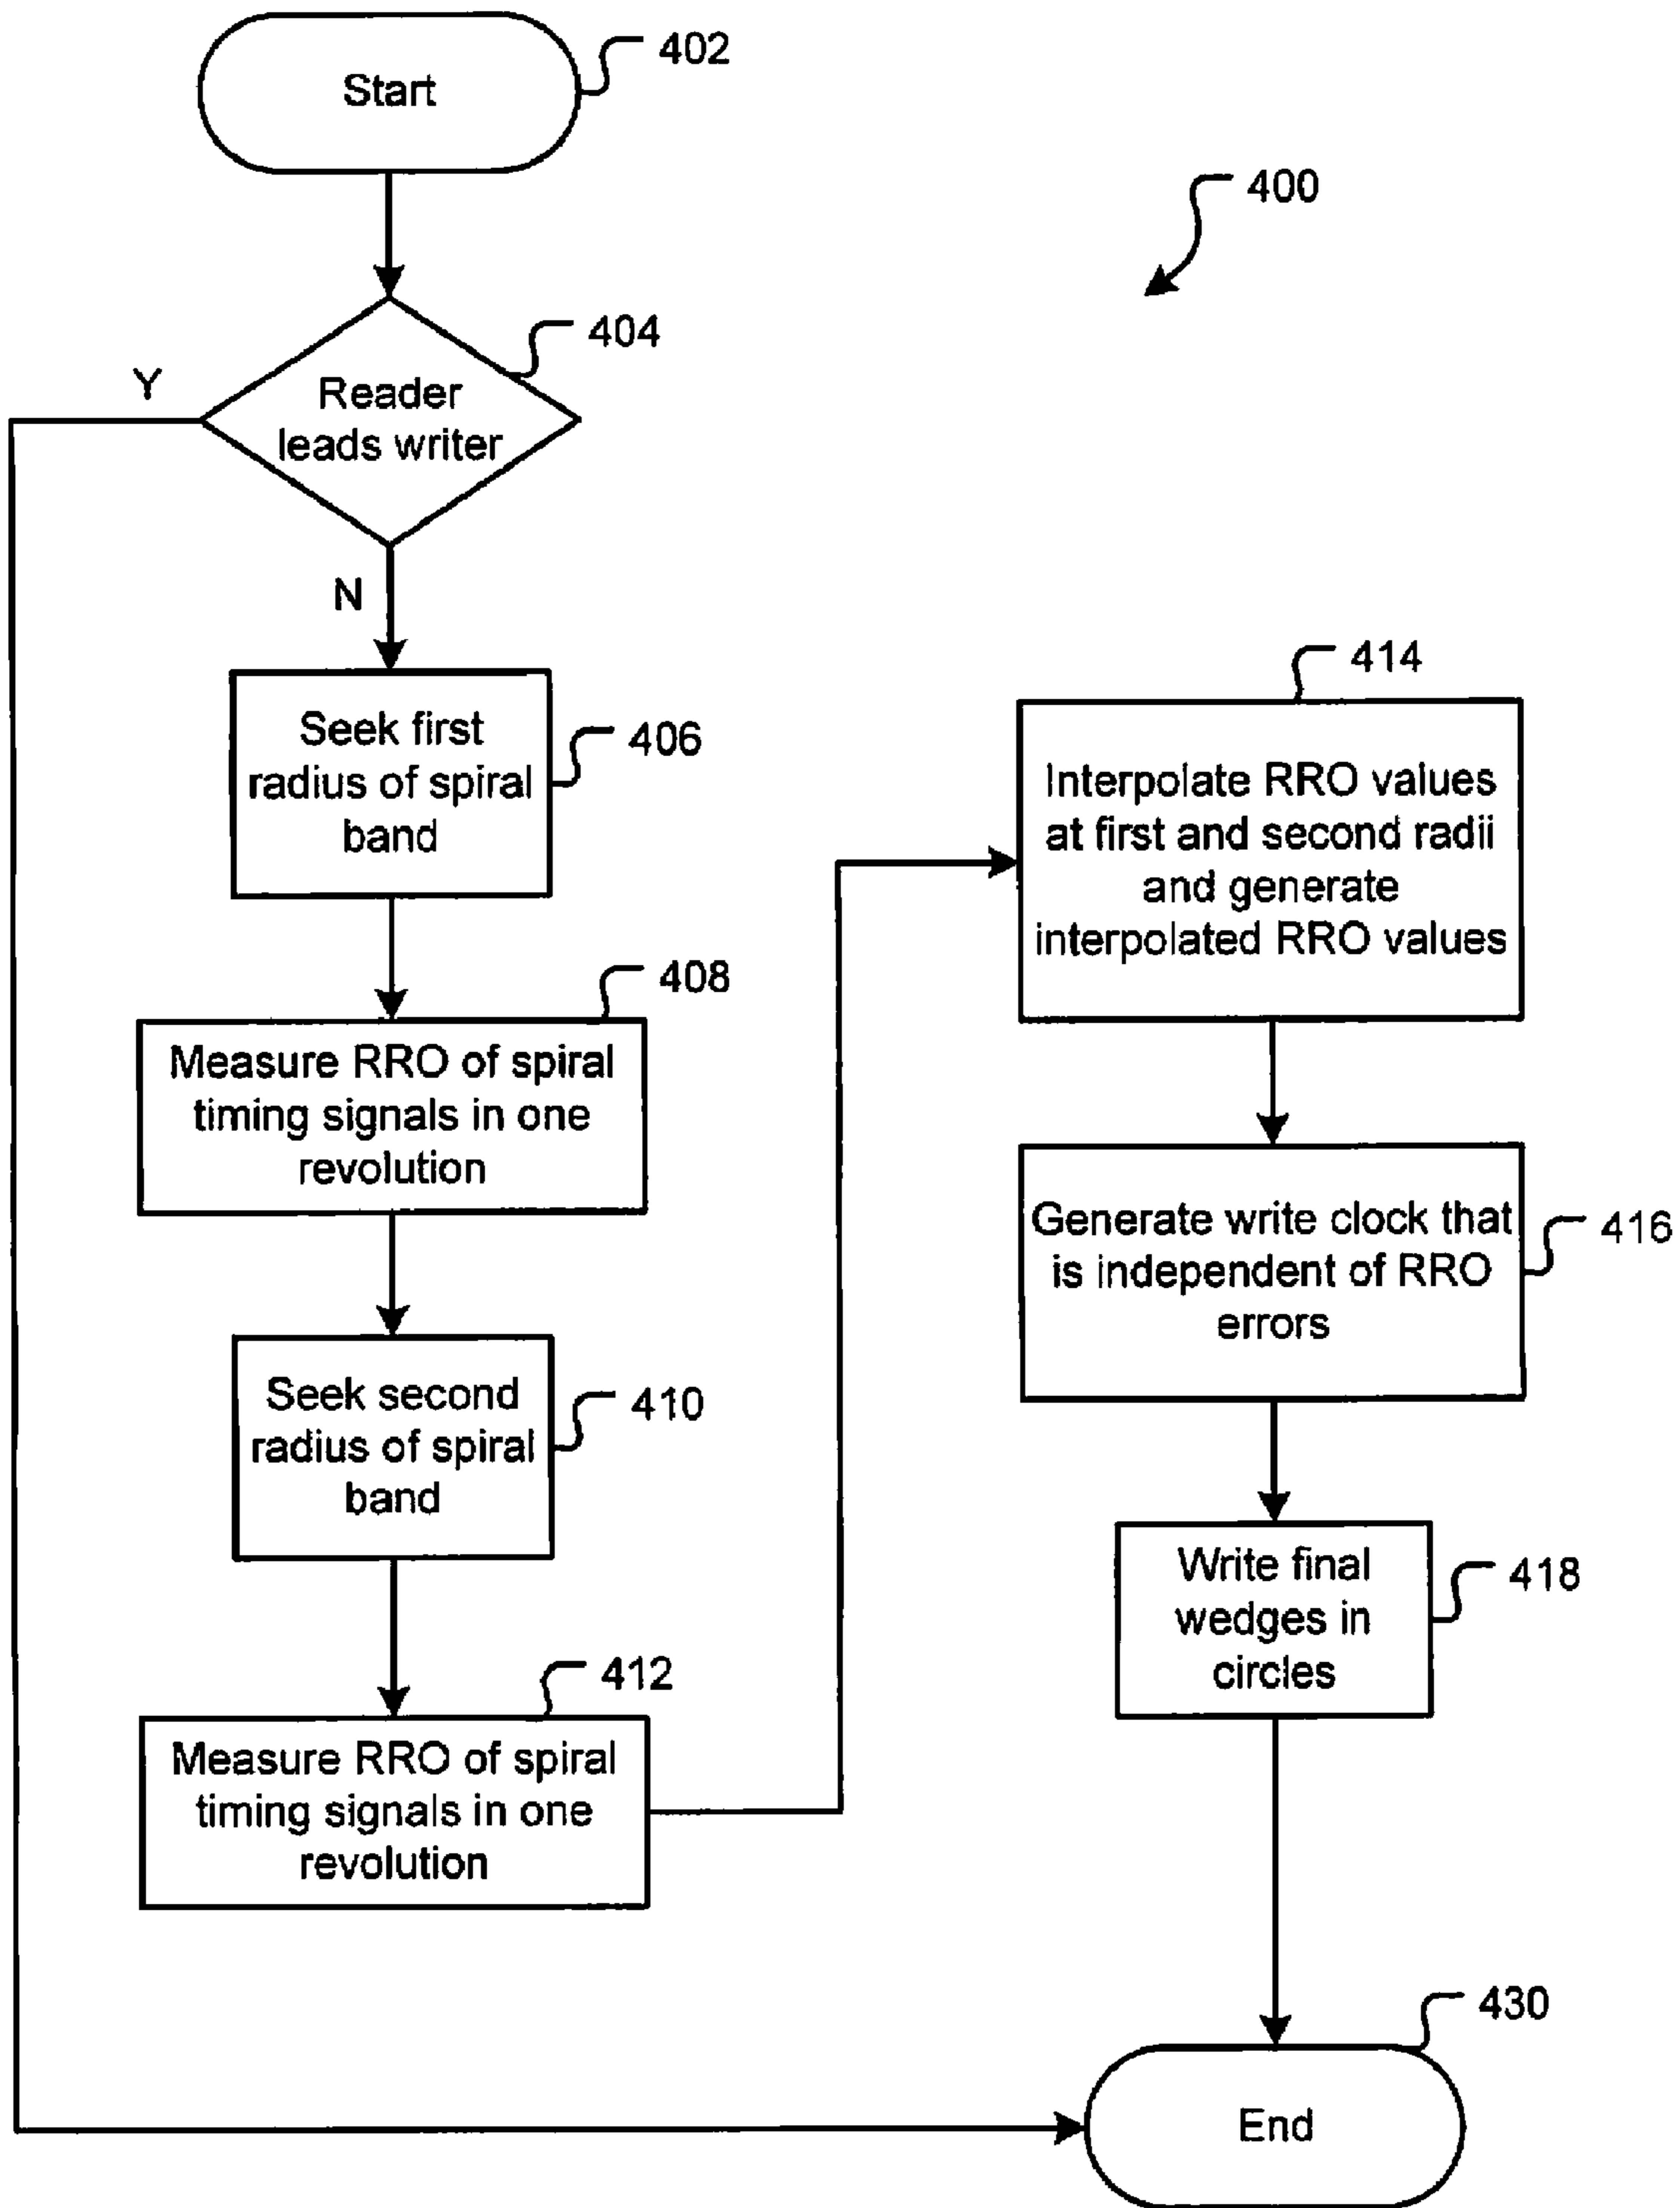 Start
402
400
404
Y
Reader
leads writer
N
Seek first
radius of spiral
band
406
408
Measure RRO of spiral
timing signals in one
revolution
Seek second
radius of spiral
band
410
412
Measure RRO of spiral
timing signals in one
revolution
414
Interpolate RRO values
at first and second radii
and generate
interpolated RRO values
Generate write clock that
is independent of RRO
errors
416
Write final
wedges in
circles
418
430
End